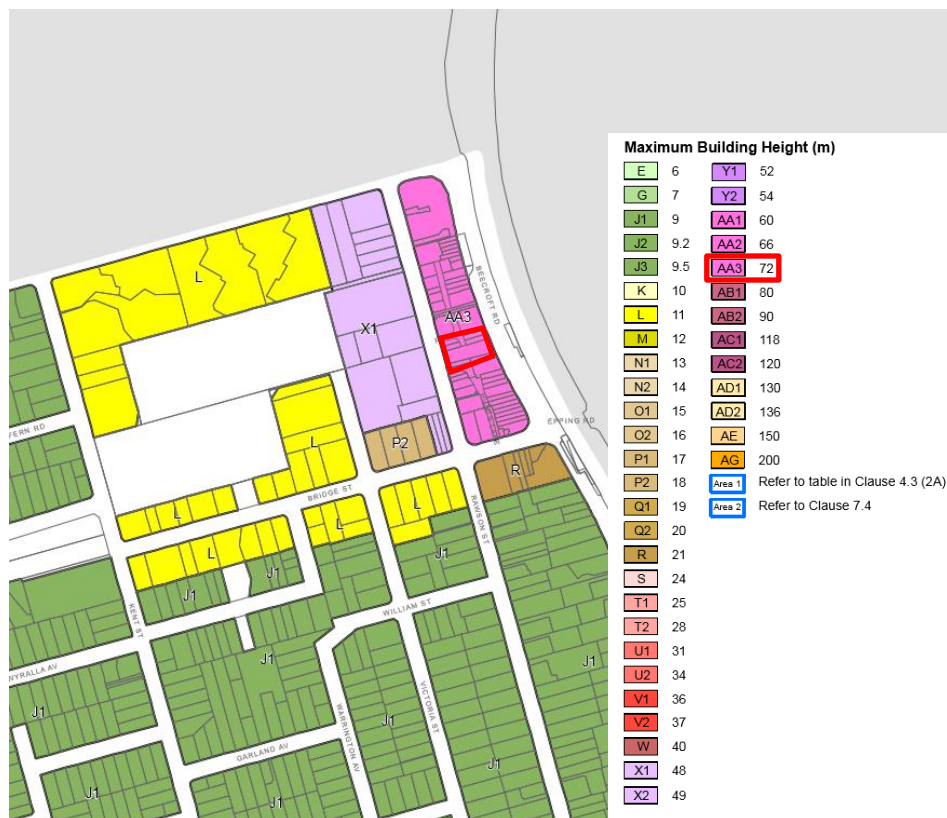 Maximum Building Height (m)
E 6
G 7
J1 9
J2 9.2
J3 9.5
K 10
L 11
M 12
N1 13
N2 14
O1 15
O2 16
P1 17
P2 18
Q1 19
Q2 20
R 21
S 24
T1 25
T2 28
U1 31
U2 34
V1 36
V2 37
W 40
X1 48
X2 49
Y1 52
Y2 54
AA1 60
AA2 66
AA3 72
AB1 80
AB2 90
AC1 118
AC2 120
AD1 130
AD2 136
AE 150
AG 200
Area 1 Refer to table in Clause 4.3 (2A)
Area 2 Refer to Clause 7.4
L
BEECROFT RD
AA3
X1
EPPING RD
FERN RD
L
P2
R
BRIDGE ST
L
L
L
RAWSON ST
L
J1
J1
J1
KENT ST
WILLIAM ST
J1
J1
WYRALLA AV
J1
J1
WARRINGTON AV
VICTORIA ST
GARLAND AV
J1
J1
J1